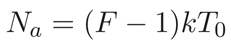 N_a = (F − 1)kT_0